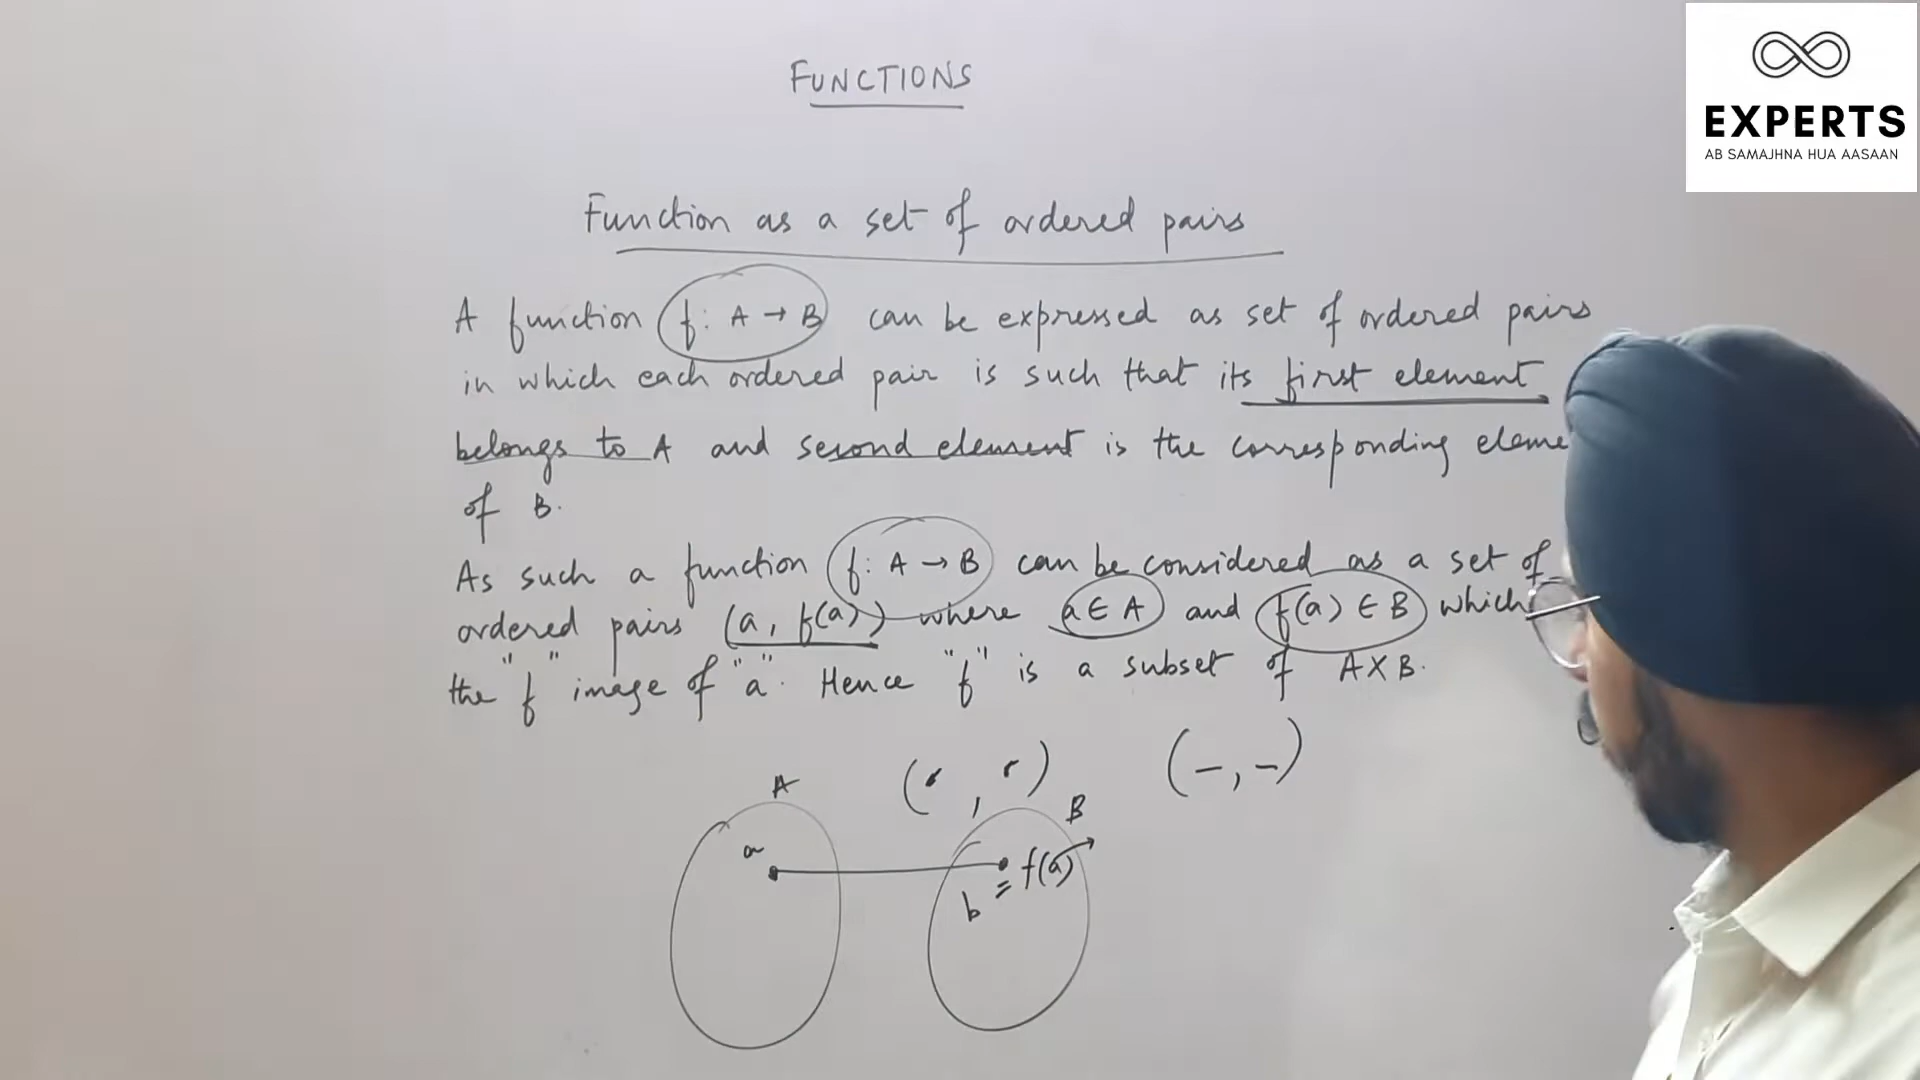 FUNCTIONS
EXPERTS
AB SAMAJHNA HUA AASAAN
Function as a set of ordered pairs
A function f: A → B can be expressed as set of ordered pairs
in which each ordered pair is such that its first element
belongs to A and second element is the corresponding eleme
of B.
As such a function f: A → B can be considered as a set of
ordered pairs (a, f(a)) where a ∈ A and f(a) ∈ B which
the "f" image of "a". Hence "f" is a subset of A X B.
( , ) (–, –)
A B
a f(a)
b =